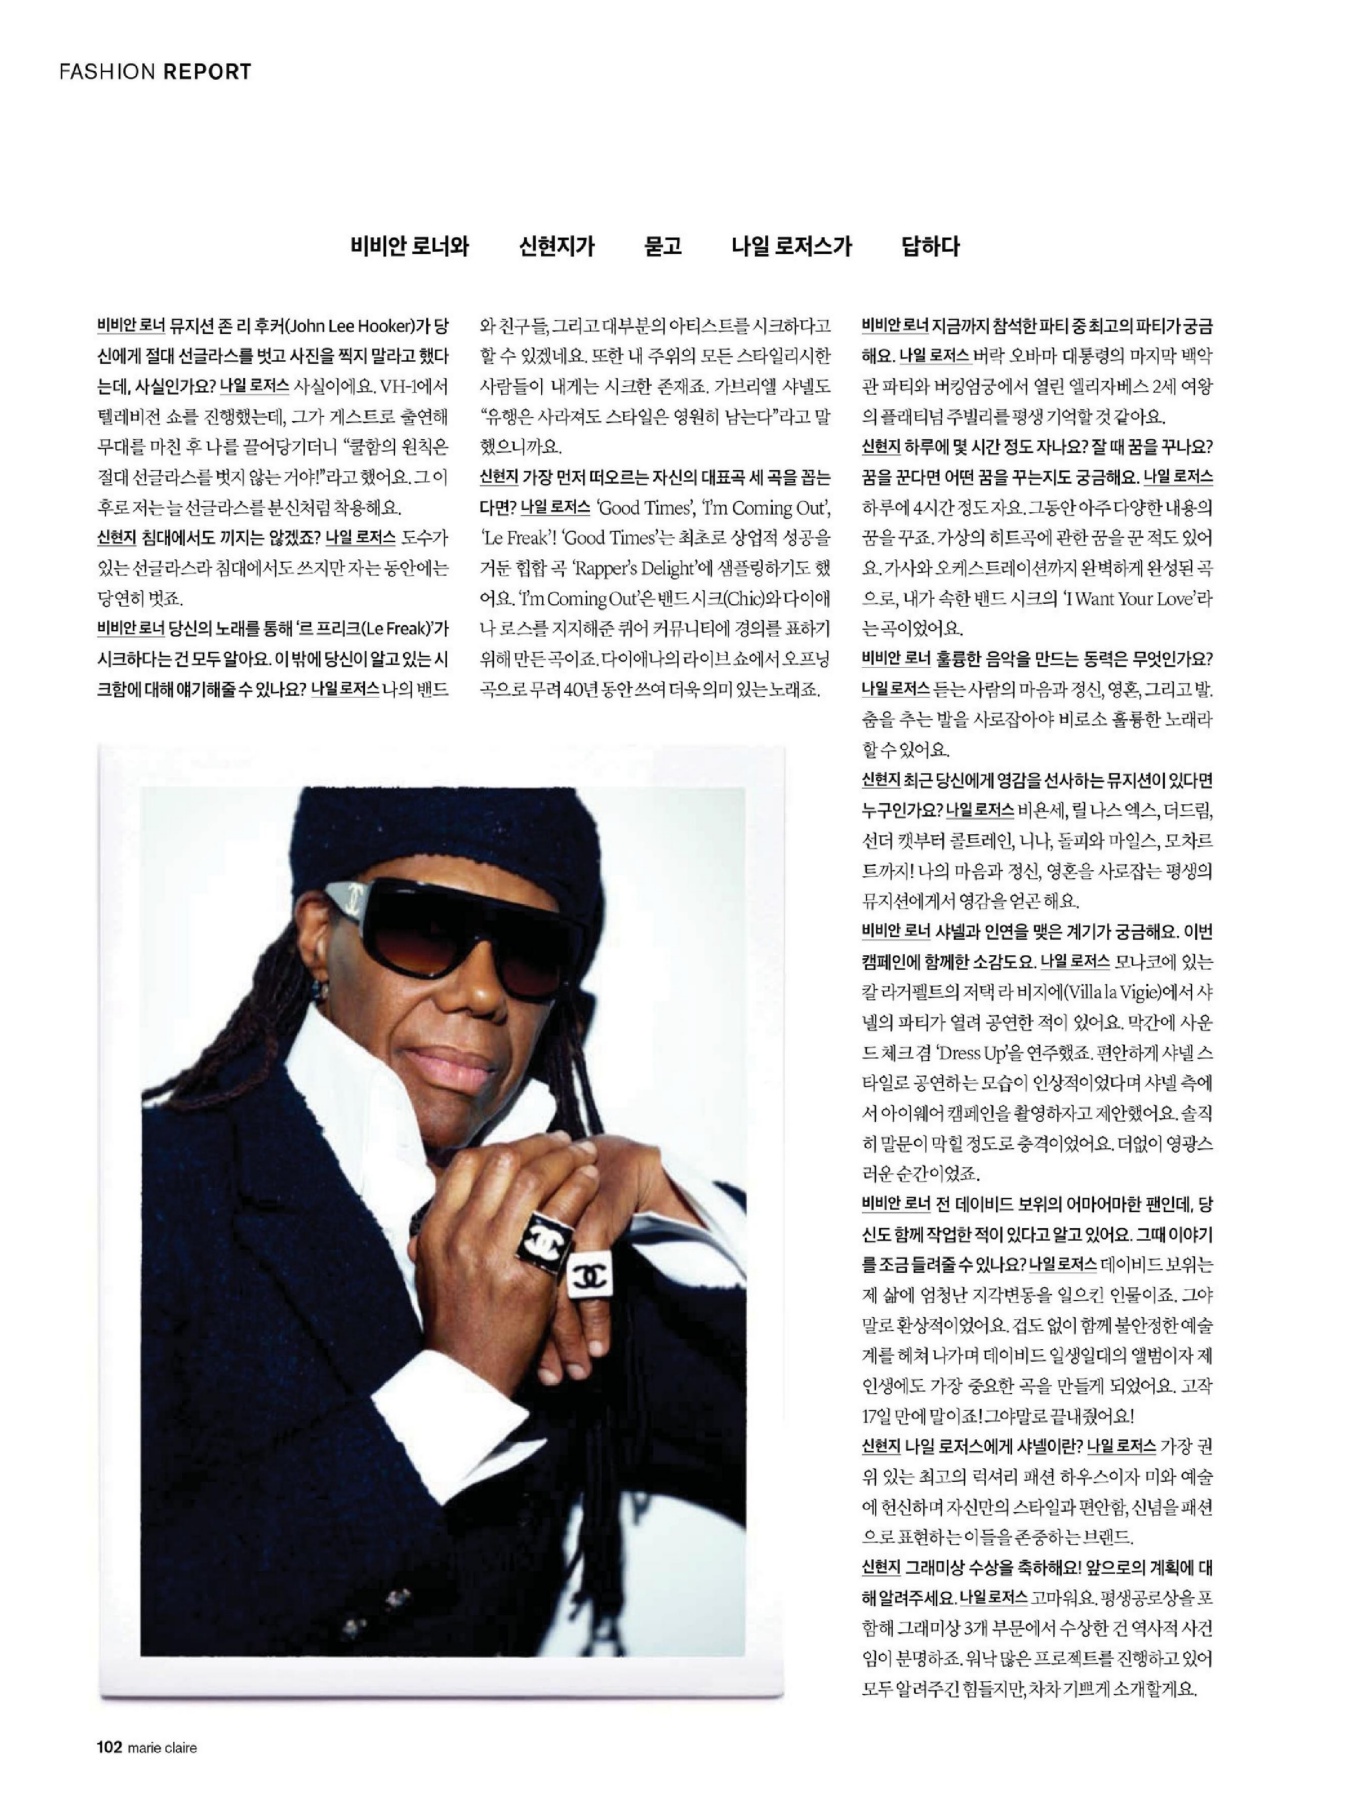 FASHION REPORT
비비안 로너와 신현지가 묻고 나일 로저스가 답하다
비비안 로너 뮤지션 존 리 후커(John Lee Hooker)가 당
신에게 절대 선글라스를 벗고 사진을 찍지 말라고 했다
는데, 사실인가요? 나일 로저스 사실이에요. VH-1에서
텔레비전 쇼를 진행했는데, 그가 게스트로 출연해
무대를 마친 후 나를 끌어당기더니 “쿨함의 원칙은
절대 선글라스를 벗지 않는 거야!”라고 했어요. 그 이
후로 저는 늘 선글라스를 분신처럼 착용해요.
신현지 침대에서도 끼지는 않겠죠? 나일 로저스 도수가
있는 선글라스라 침대에서도 쓰지만 자는 동안에는
당연히 벗죠.
비비안 로너 당신의 노래를 통해 ‘르 프리크(Le Freak)’가
시크하다는 건 모두 알아요. 이 밖에 당신이 알고 있는 시
크함에 대해 얘기해줄 수 있나요? 나일 로저스 나의 밴드
와 친구들, 그리고 대부분의 아티스트를 시크하다고
할 수 있겠네요. 또한 내 주위의 모든 스타일리시한
사람들이 내게는 시크한 존재죠. 가브리엘 샤넬도
“유행은 사라져도 스타일은 영원히 남는다”라고 말
했으니까요.
신현지 가장 먼저 떠오르는 자신의 대표곡 세 곡을 꼽는
다면? 나일 로저스 ‘Good Times’, ‘I’m Coming Out’,
‘Le Freak’! ‘Good Times’는 최초로 상업적 성공을
거둔 힙합 곡 ‘Rapper’s Delight’에 샘플링하기도 했
어요. ‘I’m Coming Out’은 밴드 시크(Chic)와 다이애
나 로스를 지지해준 퀴어 커뮤니티에 경의를 표하기
위해 만든 곡이죠. 다이애나의 라이브 쇼에서 오프닝
곡으로 무려 40년 동안 쓰여 더욱 의미 있는 노래죠.
비비안 로너 지금까지 참석한 파티 중 최고의 파티가 궁금
해요. 나일 로저스 버락 오바마 대통령의 마지막 백악
관 파티와 버킹엄궁에서 열린 엘리자베스 2세 여왕
의 플래티넘 주빌리를 평생 기억할 것 같아요.
신현지 하루에 몇 시간 정도 자나요? 잘 때 꿈을 꾸나요?
꿈을 꾼다면 어떤 꿈을 꾸는지도 궁금해요. 나일 로저스
하루에 4시간 정도 자요. 그동안 아주 다양한 내용의
꿈을 꾸죠. 가상의 히트곡에 관한 꿈을 꾼 적도 있어
요. 가사와 오케스트레이션까지 완벽하게 완성된 곡
으로, 내가 속한 밴드 시크의 ‘I Want Your Love’라
는 곡이었어요.
비비안 로너 훌륭한 음악을 만드는 동력은 무엇인가요?
나일 로저스 듣는 사람의 마음과 정신, 영혼, 그리고 발.
춤을 추는 발을 사로잡아야 비로소 훌륭한 노래라
할 수 있어요.
신현지 최근 당신에게 영감을 선사하는 뮤지션이 있다면
누구인가요? 나일 로저스 비욘세, 릴 나스 엑스, 더드림,
선더 캣부터 콜트레인, 니나, 돌피와 마일스, 모차르
트까지! 나의 마음과 정신, 영혼을 사로잡는 평생의
뮤지션에게서 영감을 얻곤 해요.
비비안 로너 샤넬과 인연을 맺은 계기가 궁금해요. 이번
캠페인에 함께한 소감도요. 나일 로저스 모나코에 있는
칼 라거펠트의 저택 라 비지에(Villa la Vigie)에서 샤
넬의 파티가 열려 공연한 적이 있어요. 막간에 사운
드 체크 겸 ‘Dress Up’을 연주했죠. 편안하게 샤넬 스
타일로 공연하는 모습이 인상적이었다며 샤넬 측에
서 아이웨어 캠페인을 촬영하자고 제안했어요. 솔직
히 말문이 막힐 정도로 충격이었어요. 더없이 영광스
러운 순간이었죠.
비비안 로너 전 데이비드 보위의 어마어마한 팬인데, 당
신도 함께 작업한 적이 있다고 알고 있어요. 그때 이야기
를 조금 들려줄 수 있나요? 나일 로저스 데이비드 보위는
제 삶에 엄청난 지각변동을 일으킨 인물이죠. 그야
말로 환상적이었어요. 겁도 없이 함께 불안정한 예술
계를 헤쳐 나가며 데이비드 일생일대의 앨범이자 제
인생에도 가장 중요한 곡을 만들게 되었어요. 고작
17일 만에 말이죠! 그야말로 끝내줬어요!
신현지 나일 로저스에게 샤넬이란? 나일 로저스 가장 권
위 있는 최고의 럭셔리 패션 하우스이자 미와 예술
에 헌신하며 자신만의 스타일과 편안함, 신념을 패션
으로 표현하는 이들을 존중하는 브랜드.
신현지 그래미상 수상을 축하해요! 앞으로의 계획에 대
해 알려주세요. 나일 로저스 고마워요. 평생공로상을 포
함해 그래미상 3개 부문에서 수상한 건 역사적 사건
임이 분명하죠. 워낙 많은 프로젝트를 진행하고 있어
모두 알려주긴 힘들지만, 차차 기쁘게 소개할게요.
102 marie claire